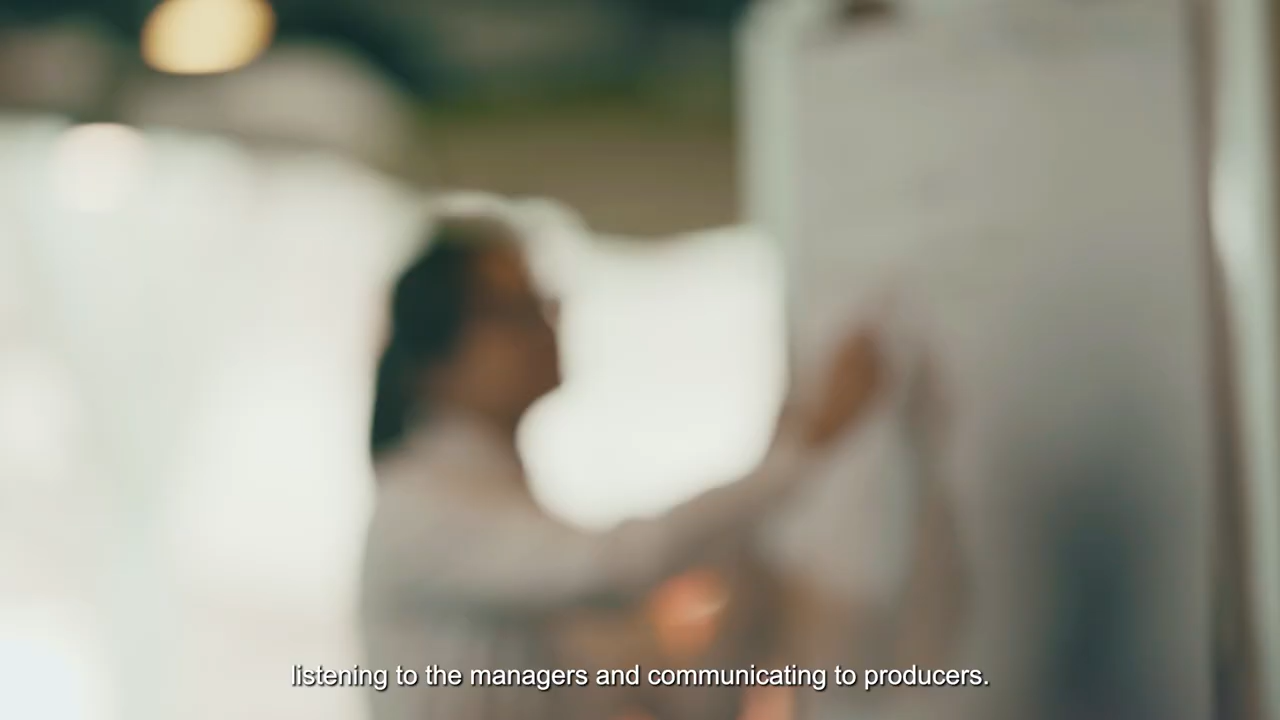 listening to the managers and communicating to producers.